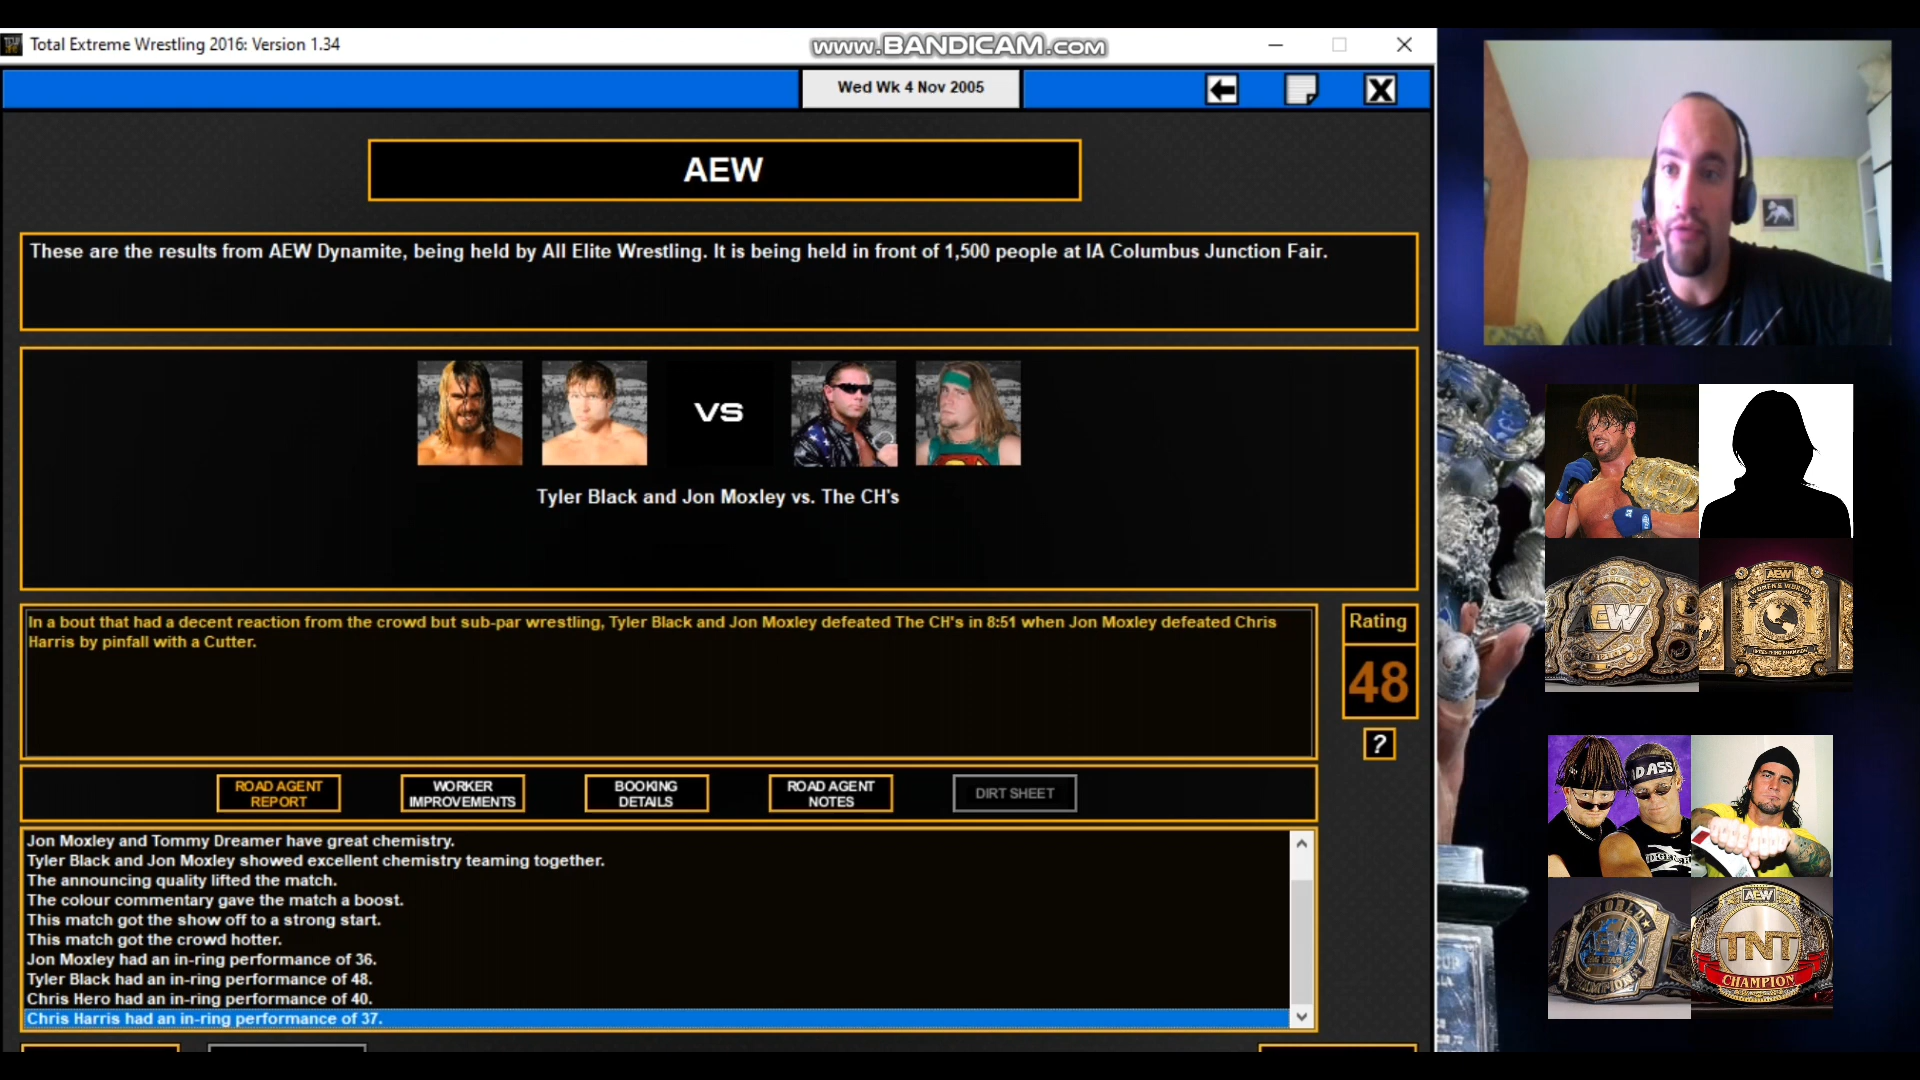 Total Extreme Wrestling 2016: Version 1.34
www.BANDICAM.com
Wed Wk 4 Nov 2005
AEW
These are the results from AEW Dynamite, being held by All Elite Wrestling. It is being held in front of 1,500 people at IA Columbus Junction Fair.
VS
Tyler Black and Jon Moxley vs. The CH's
In a bout that had a decent reaction from the crowd but sub-par wrestling, Tyler Black and Jon Moxley defeated The CH's in 8:51 when Jon Moxley defeated Chris
Harris by pinfall with a Cutter.
Rating
48
?
ROAD AGENT
REPORT
WORKER
IMPROVEMENTS
BOOKING
DETAILS
ROAD AGENT
NOTES
DIRT SHEET
Jon Moxley and Tommy Dreamer have great chemistry.
Tyler Black and Jon Moxley showed excellent chemistry teaming together.
The announcing quality lifted the match.
The colour commentary gave the match a boost.
This match got the show off to a strong start.
This match got the crowd hotter.
Jon Moxley had an in-ring performance of 36.
Tyler Black had an in-ring performance of 48.
Chris Hero had an in-ring performance of 40.
Chris Harris had an in-ring performance of 37.
AEW
WOMEN'S WORLD
WORLD
AEW
TNT
CHAMPION